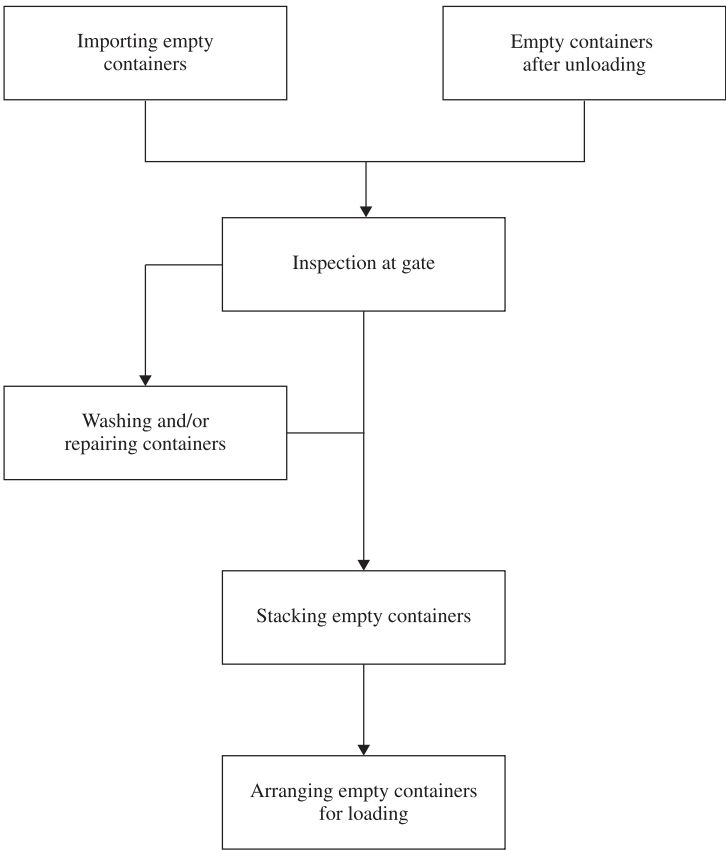 Importing empty
containers
Empty containers
after unloading
Inspection at gate
Washing and/or
repairing containers
Stacking empty containers
Arranging empty containers
for loading